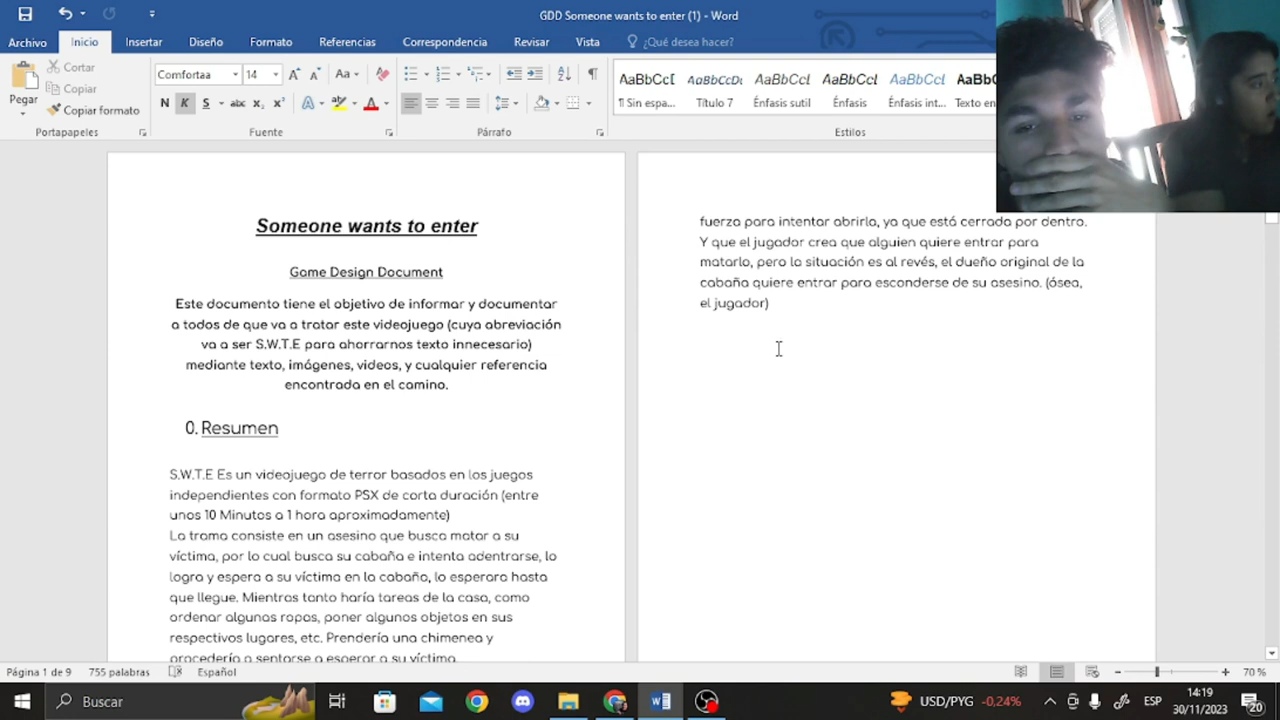 GDD Someone wants to enter (1) - Word
Archivo Inicio Insertar Diseño Formato Referencias Correspondencia Revisar Vista ¿Qué desea hacer?
Pegar
Cortar
Copiar
Copiar formato
Portapapeles
Comfortaa 14
N K S abc
Fuente
Párrafo
AaBbCcD AaBbCcDc AaBbCcL AaBbCcL AaBbCcL AaBb
¶ Sin espa... Título 7 Énfasis sutil Énfasis Énfasis int... Texto en
Estilos
Someone wants to enter
Game Design Document
Este documento tiene el objetivo de informar y documentar
a todos de que va a tratar este videojuego (cuya abreviación
va a ser S.W.T.E para ahorrarnos texto innecesario)
mediante texto, imágenes, videos, y cualquier referencia
encontrada en el camino.
0. Resumen
S.W.T.E Es un videojuego de terror basados en los juegos
independientes con formato PSX de corta duración (entre
unos 10 Minutos a 1 hora aproximadamente)
La trama consiste en un asesino que busca matar a su
víctima, por lo cual busca su cabaña e intenta adentrarse, lo
logra y espera a su víctima en la cabaña, lo esperara hasta
que llegue. Mientras tanto haría tareas de la casa, como
ordenar algunas ropas, poner algunos objetos en sus
respectivos lugares, etc. Prendería una chimenea y
procedería a sentarse a esperar a su víctima.
fuerza para intentar abrirla, ya que está cerrada por dentro.
Y que el jugador crea que alguien quiere entrar para
matarlo, pero la situación es al revés, el dueño original de la
cabaña quiere entrar para esconderse de su asesino. (ósea,
el jugador)
Página 1 de 9 755 palabras Español 70 %
Buscar
USD/PYG -0,24%
ESP
14:19
30/11/2023
20